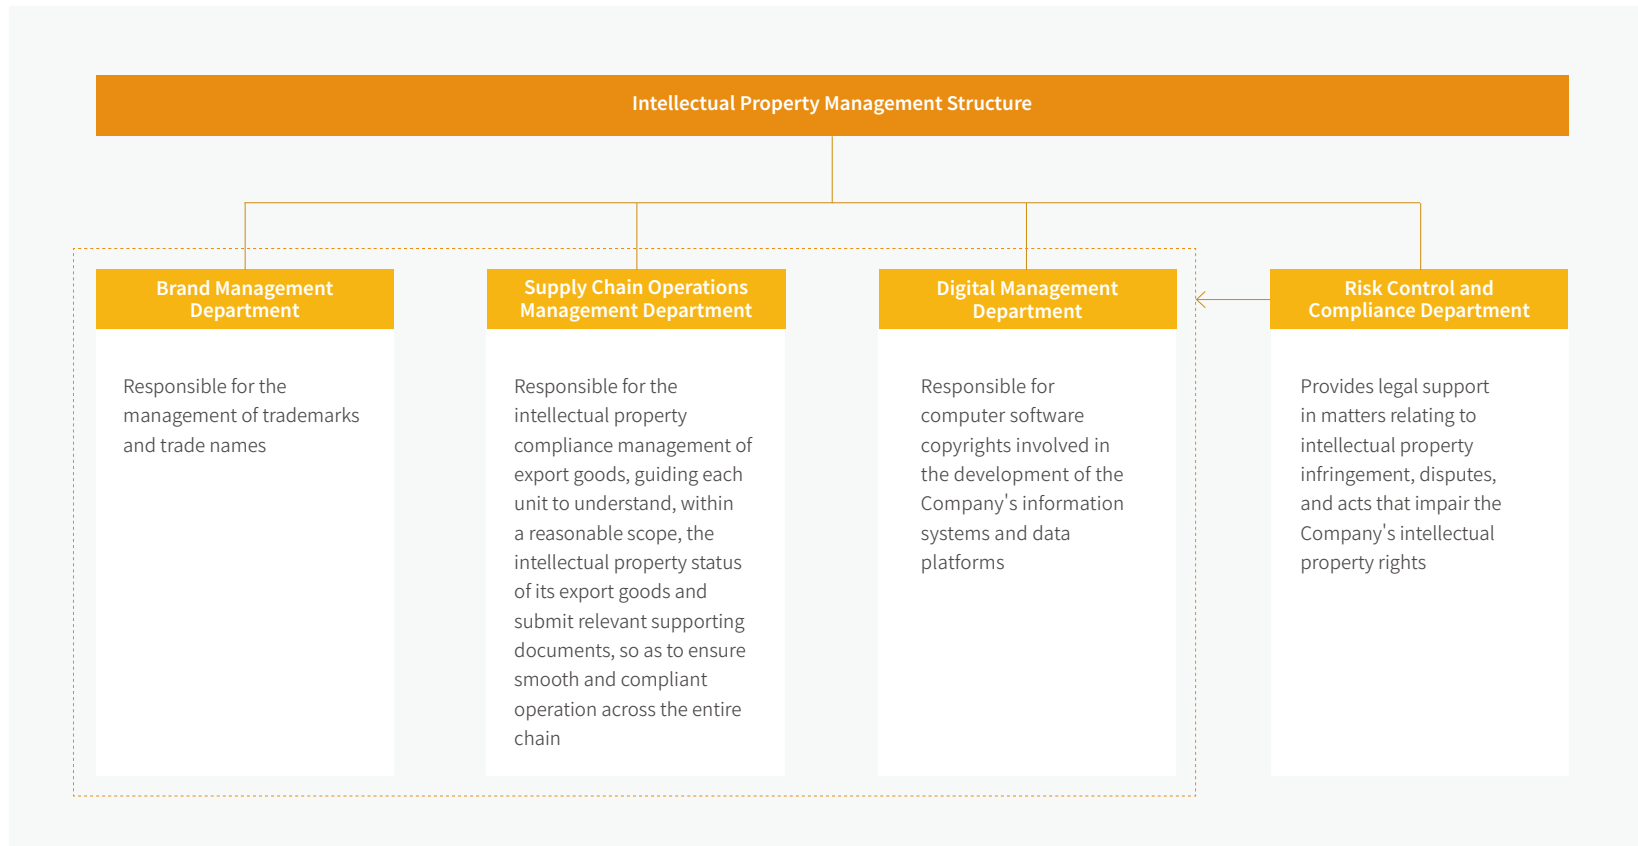 Intellectual Property Management Structure
Brand Management
Department
Responsible for the
management of trademarks
and trade names
Supply Chain Operations
Management Department
Responsible for the
intellectual property
compliance management of
export goods, guiding each
unit to understand, within
a reasonable scope, the
intellectual property status
of its export goods and
submit relevant supporting
documents, so as to ensure
smooth and compliant
operation across the entire
chain
Digital Management
Department
Responsible for
computer software
copyrights involved in
the development of the
Company's information
systems and data
platforms
Risk Control and
Compliance Department
Provides legal support
in matters relating to
intellectual property
infringement, disputes,
and acts that impair the
Company's intellectual
property rights